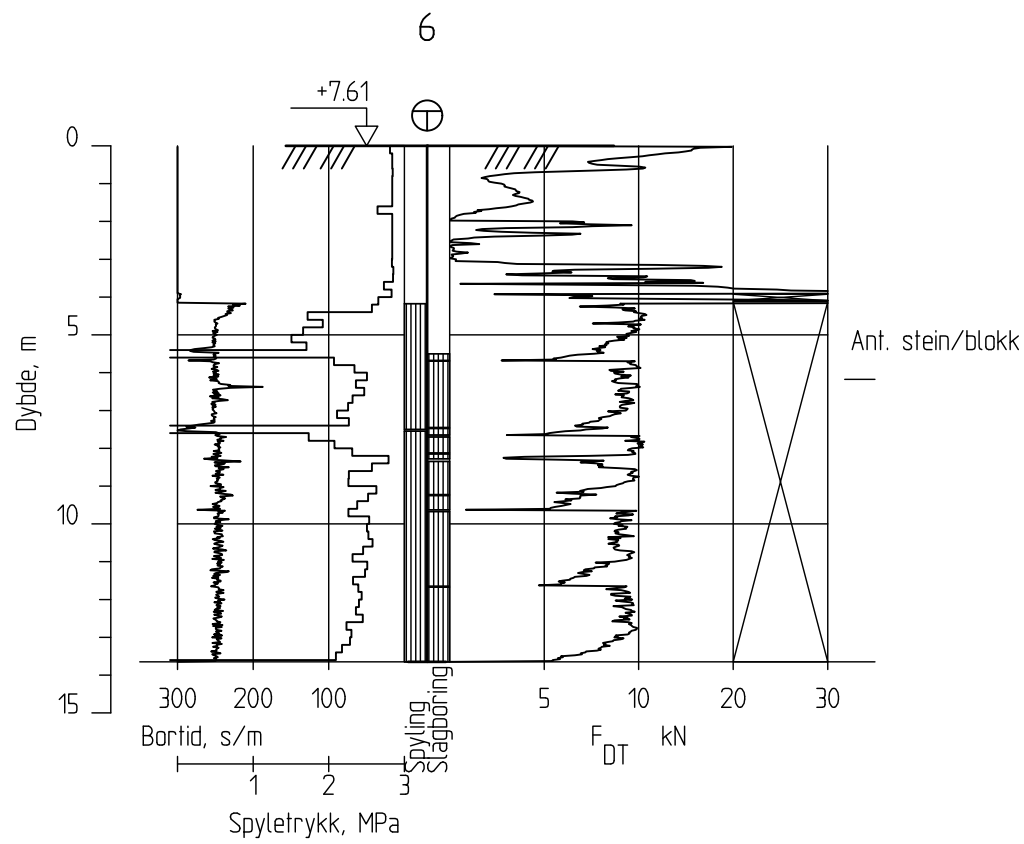 6
+7.61
0
5
10
15
Dybde, m
Ant. stein/blokk
300 200 100 5 10 20 30
Bortid, s/m
Spyling
Slagboring
F DT kN
1 2 3
Spyletrykk, MPa